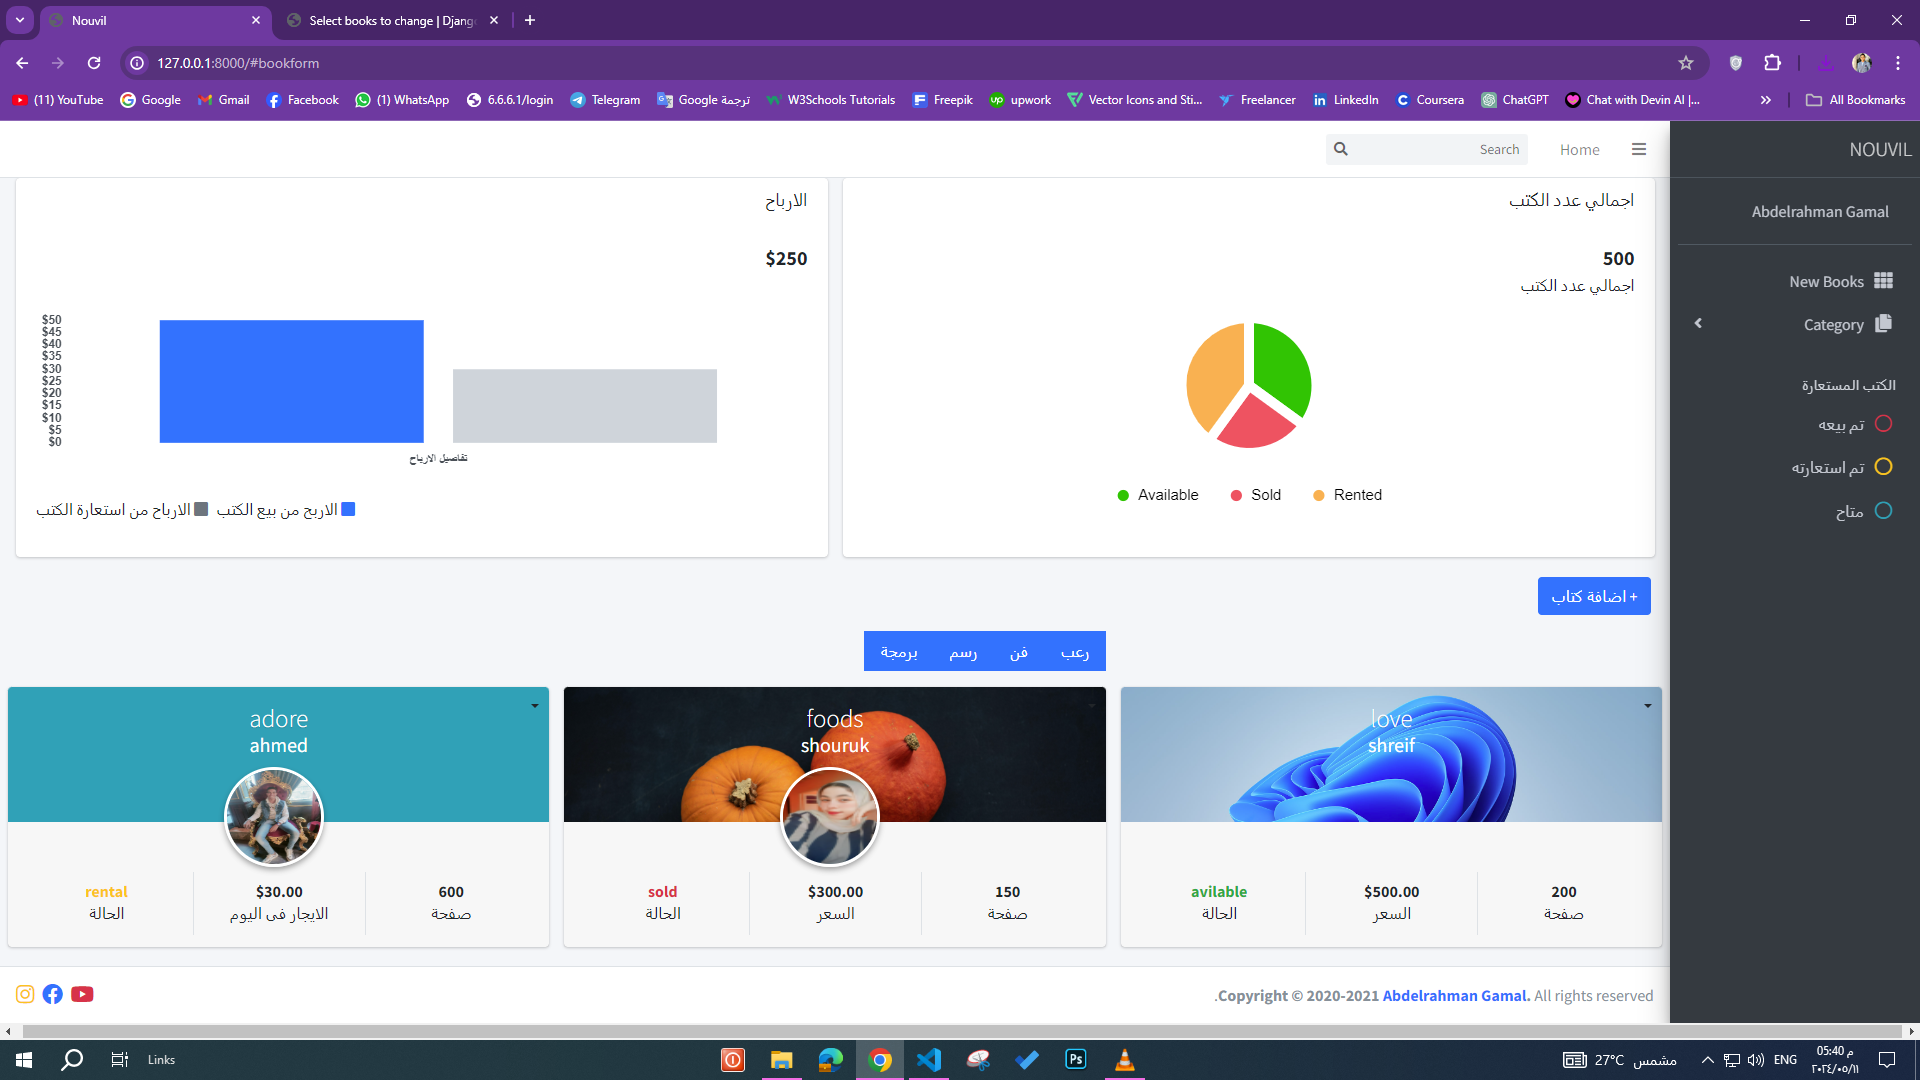 Nouvil
Select books to change | Djang
127.0.0.1:8000/#bookform
(11) YouTube
Google
Gmail
Facebook
(1) WhatsApp
6.6.6.1/login
Telegram
Google ترجمة
W3Schools Tutorials
Freepik
upwork
Vector Icons and Sti...
Freelancer
LinkedIn
Coursera
ChatGPT
Chat with Devin AI |...
All Bookmarks
Search
Home
NOUVIL
Abdelrahman Gamal
New Books
Category
الكتب المستعارة
تم بيعه
تم استعارته
متاح
اجمالي عدد الكتب
500
اجمالي عدد الكتب
Available
Sold
Rented
الارباح
$250
$50
$45
$40
$35
$30
$25
$20
$15
$10
$5
$0
تفاصيل الارباح
الاربح من بيع الكتب
الارباح من استعارة الكتب
+ اضافة كتاب
رعب
فن
رسم
برمجة
love
shreif
200
صفحة
$500.00
السعر
avilable
الحالة
foods
shouruk
150
صفحة
$300.00
السعر
sold
الحالة
adore
ahmed
600
صفحة
$30.00
الايجار فى اليوم
rental
الحالة
.Copyright © 2020-2021 Abdelrahman Gamal. All rights reserved
Links
Ps
27°C مشمس
ENG
05:40 م
٢٠٢٤/٠٥/١١